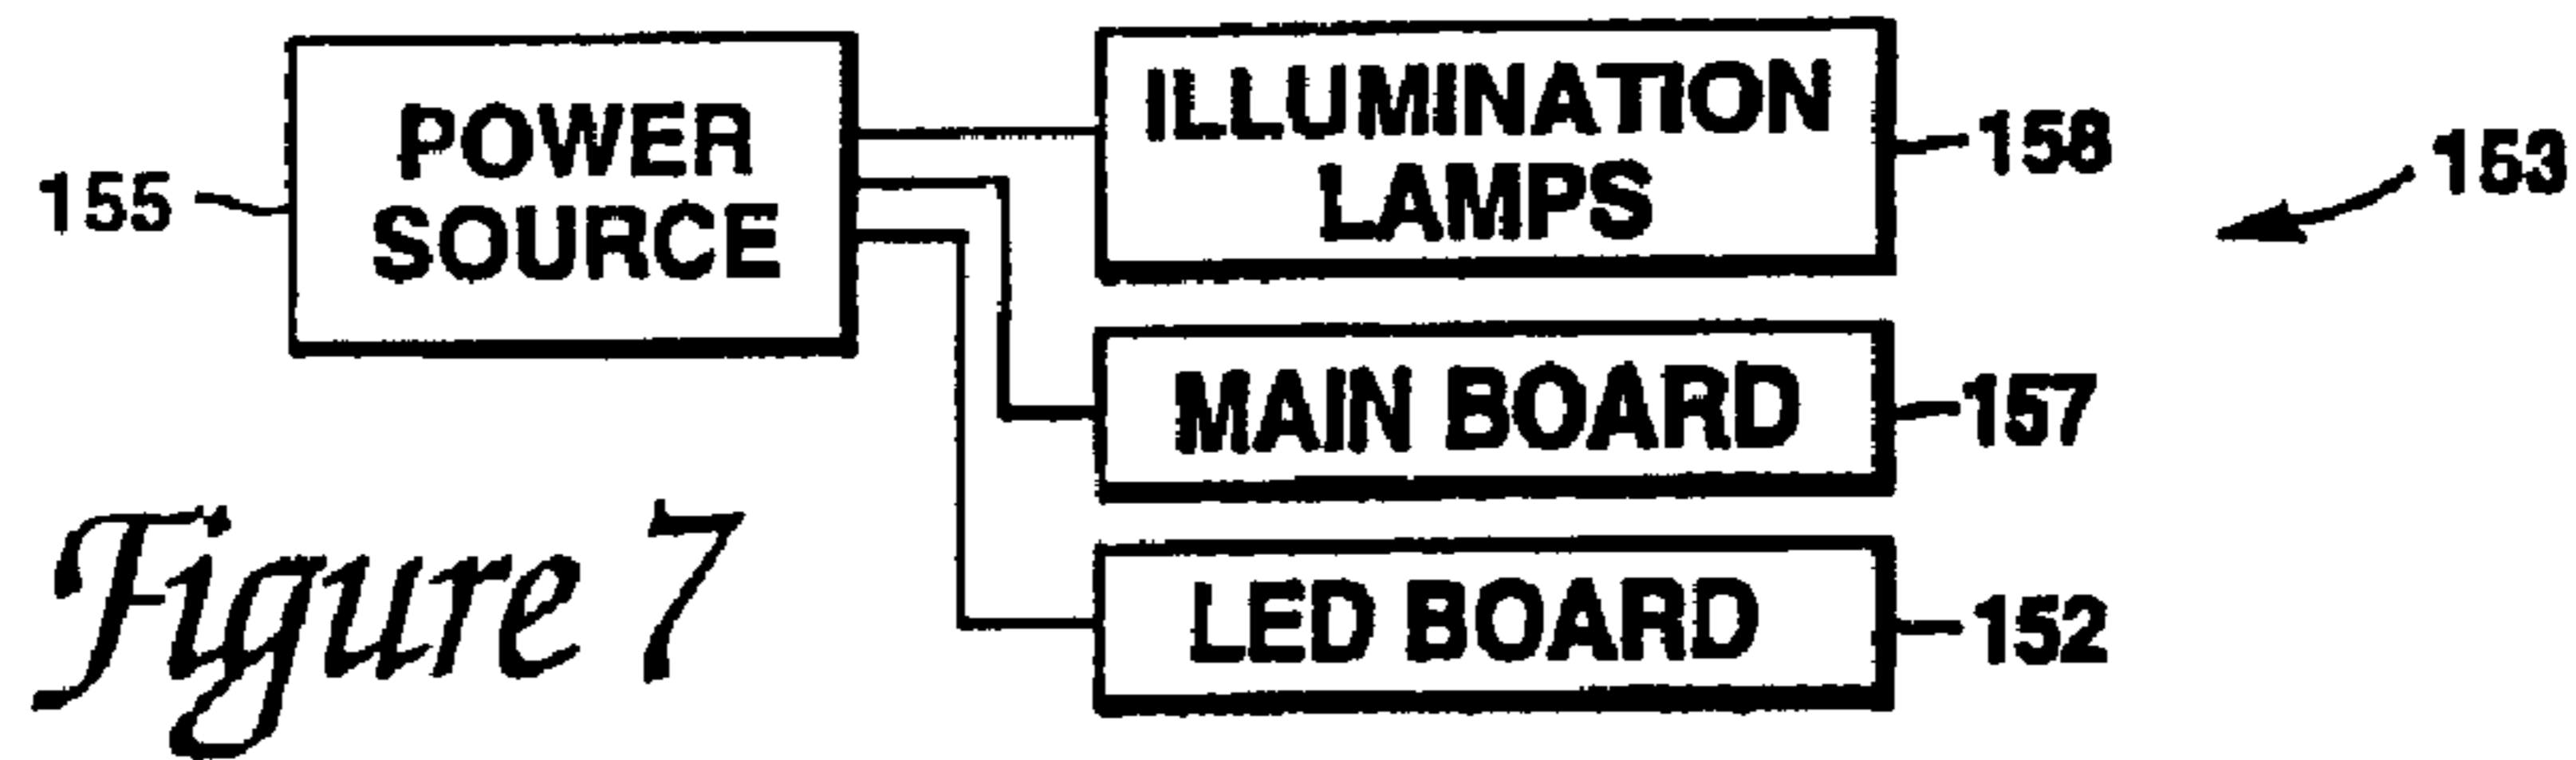 155
POWER
SOURCE
ILLUMINATION
LAMPS
158
153
MAIN BOARD
157
LED BOARD
152
Figure 7